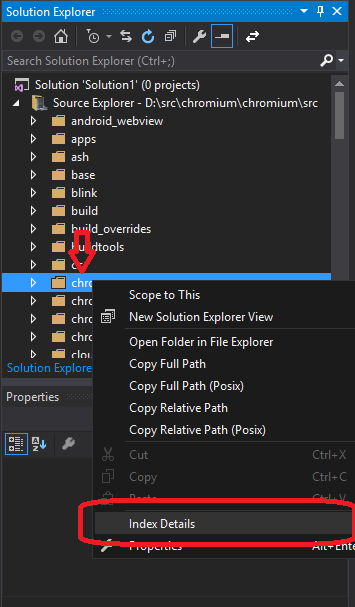 Solution Explorer
Search Solution Explorer (Ctrl+;)
Solution 'Solution1' (0 projects)
Source Explorer - D:\src\chromium\chromium\src
android_webview
apps
ash
base
blink
build
build_overrides
buildtools
chro
chro
chro
chro
chro
clou
Scope to This
New Solution Explorer View
Open Folder in File Explorer
Copy Full Path
Copy Full Path (Posix)
Copy Relative Path
Copy Relative Path (Posix)
Cut Ctrl+X
Copy Ctrl+C
Paste Ctrl+V
Index Details
Properties Alt+Ente
Solution Explore
Properties